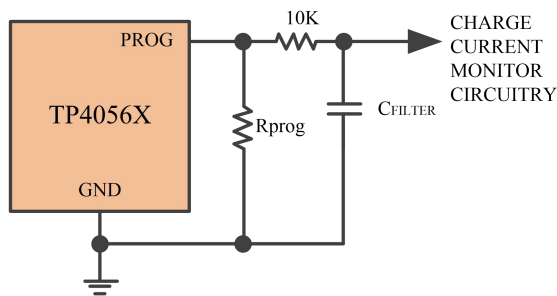 10K
PROG
CHARGE
CURRENT
MONITOR
CIRCUITRY
TP4056X
Rprog
CFILTER
GND